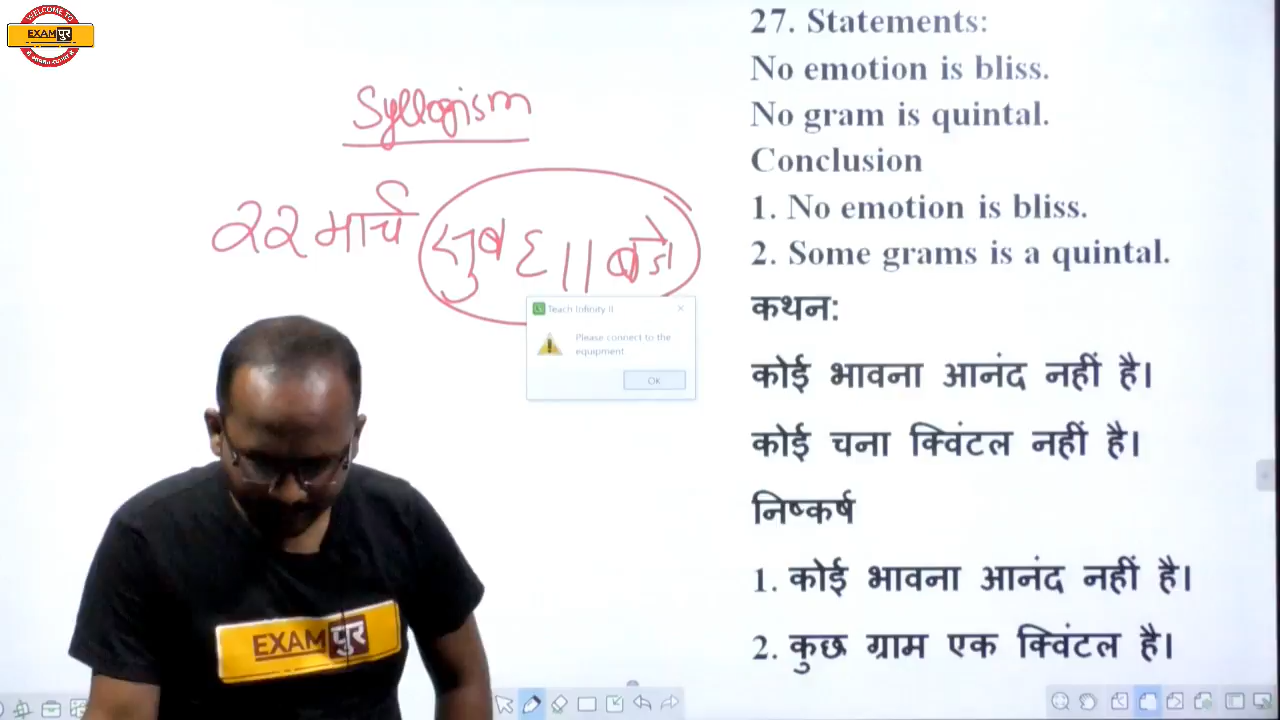 WELCOME TO
EXAMपुर
Syllogism
२२ मार्च सुबह 11 बजे
Teach Infinity II
Please connect to the
equipment
OK
27. Statements:
No emotion is bliss.
No gram is quintal.
Conclusion
1. No emotion is bliss.
2. Some grams is a quintal.
कथन:
कोई भावना आनंद नहीं है।
कोई चना क्विंटल नहीं है।
निष्कर्ष
1. कोई भावना आनंद नहीं है।
2. कुछ ग्राम एक क्विंटल है।
EXAMपुर